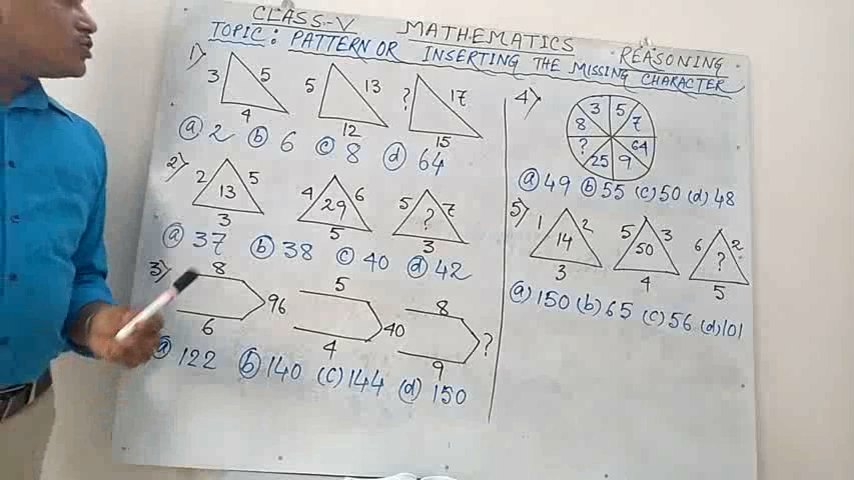 CLASS-V MATHEMATICS REASONING
TOPIC: PATTERN OR INSERTING THE MISSING CHARACTER
1) 3 5 4 5 13 12 ? 17 15
(a) 2 (b) 6 (c) 8 (d) 64
2) 2 5 13 3 4 6 29 5 5 7 ? 3
(a) 37 (b) 38 (c) 40 (d) 42
3) 8 96 6 5 40 4 8 ? 9
(a) 122 (b) 140 (c) 144 (d) 150
4) 3 5 8 7 ? 64 25 9
(a) 49 (b) 55 (c) 50 (d) 48
5) 1 2 14 3 5 3 50 4 6 2 ? 5
(a) 150 (b) 65 (c) 56 (d) 101